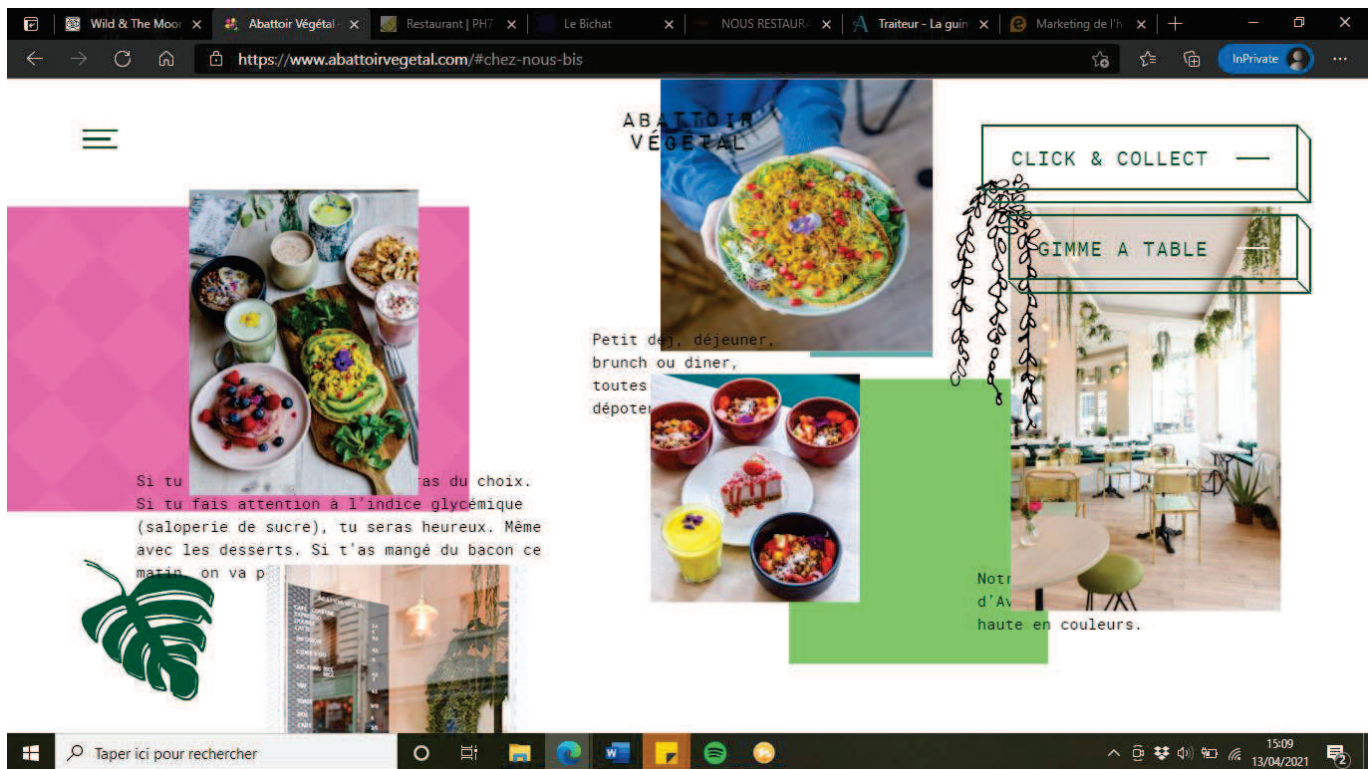 Wild & The Moor
Abattoir Végétal -
Restaurant | PH7
Le Bichat
NOUS RESTAURA
Traiteur - La guin
Marketing de l'h
https://www.abattoirvegetal.com/#chez-nous-bis
InPrivate
ABATTOIR
VÉGÉTAL
CLICK & COLLECT
GIMME A TABLE
Petit dej, déjeuner,
brunch ou diner,
toutes
dépoter
Si tu as du choix.
Si tu fais attention à l'indice glycémique
(saloperie de sucre), tu seras heureux. Même
avec les desserts. Si t'as mangé du bacon ce
matin, on va p
Notr
d'Av
haute en couleurs.
Taper ici pour rechercher
15:09
13/04/2021
2